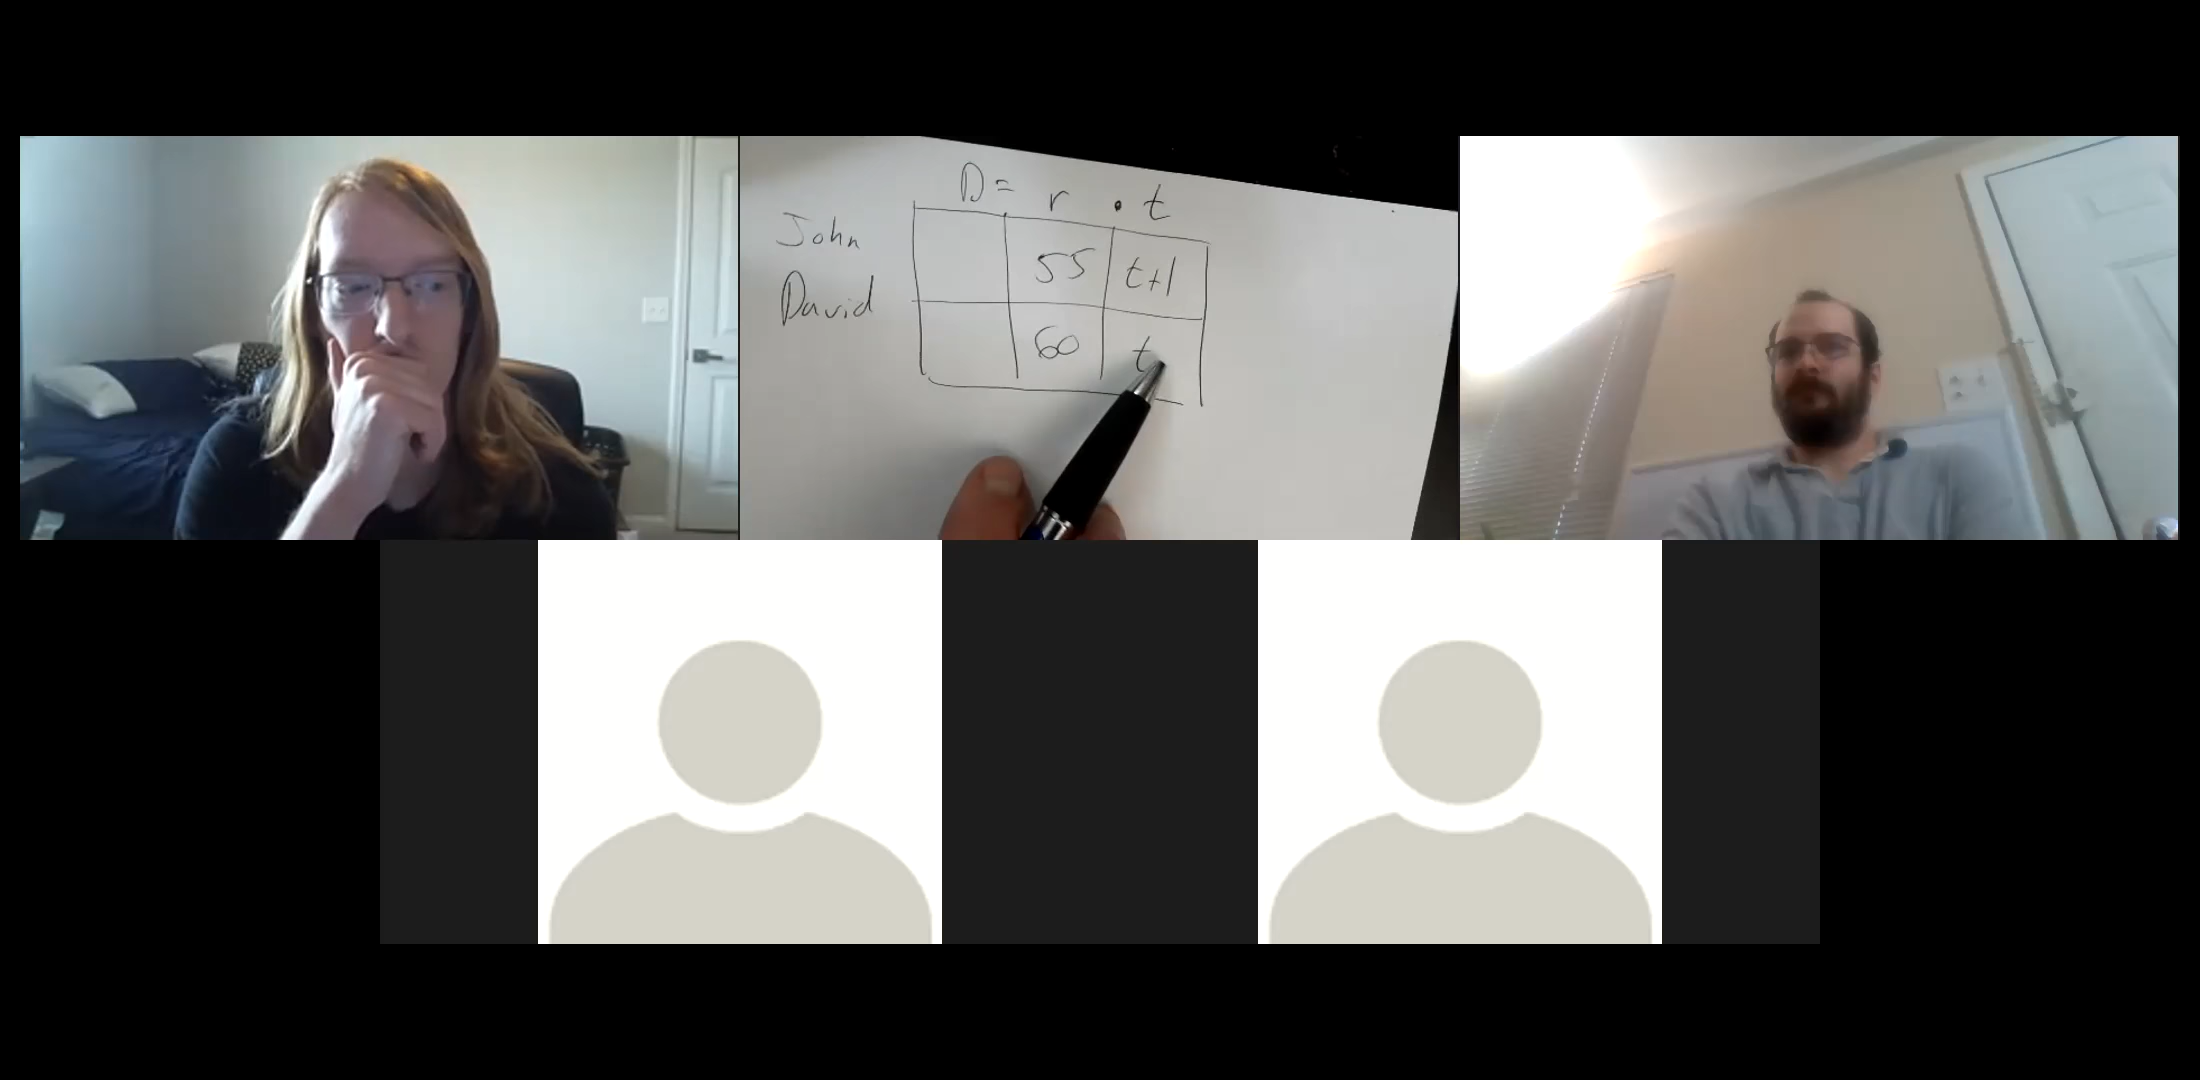 D = r • t
John 55 t+1
David 60 t